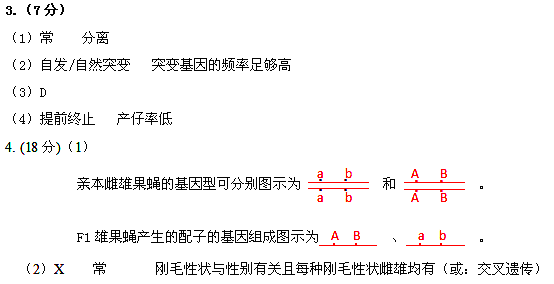 3.（7分）
（1）常 分离
（2）自发/自然突变 突变基因的频率足够高
（3）D
（4）提前终止 产仔率低
4. (18分)（1）
a b A B
亲本雌雄果蝇的基因型可分别图示为 和 。
a b A B
F1雄果蝇产生的配子的基因组成图示为 A B 、 a b 。
（2）X 常 刚毛性状与性别有关且每种刚毛性状雌雄均有（或：交叉遗传）